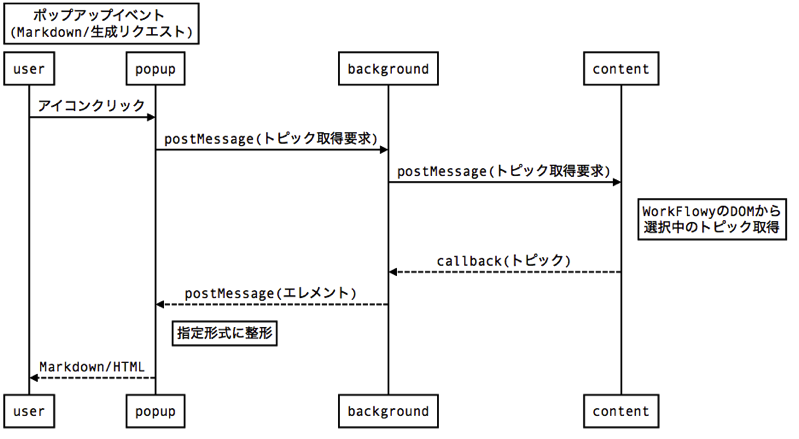 ポップアップイベント
(Markdown/生成リクエスト)
user
popup
background
content
アイコンクリック
postMessage(トピック取得要求)
postMessage(トピック取得要求)
WorkFlowyのDOMから
選択中のトピック取得
callback(トピック)
postMessage(エレメント)
指定形式に整形
Markdown/HTML
user
popup
background
content